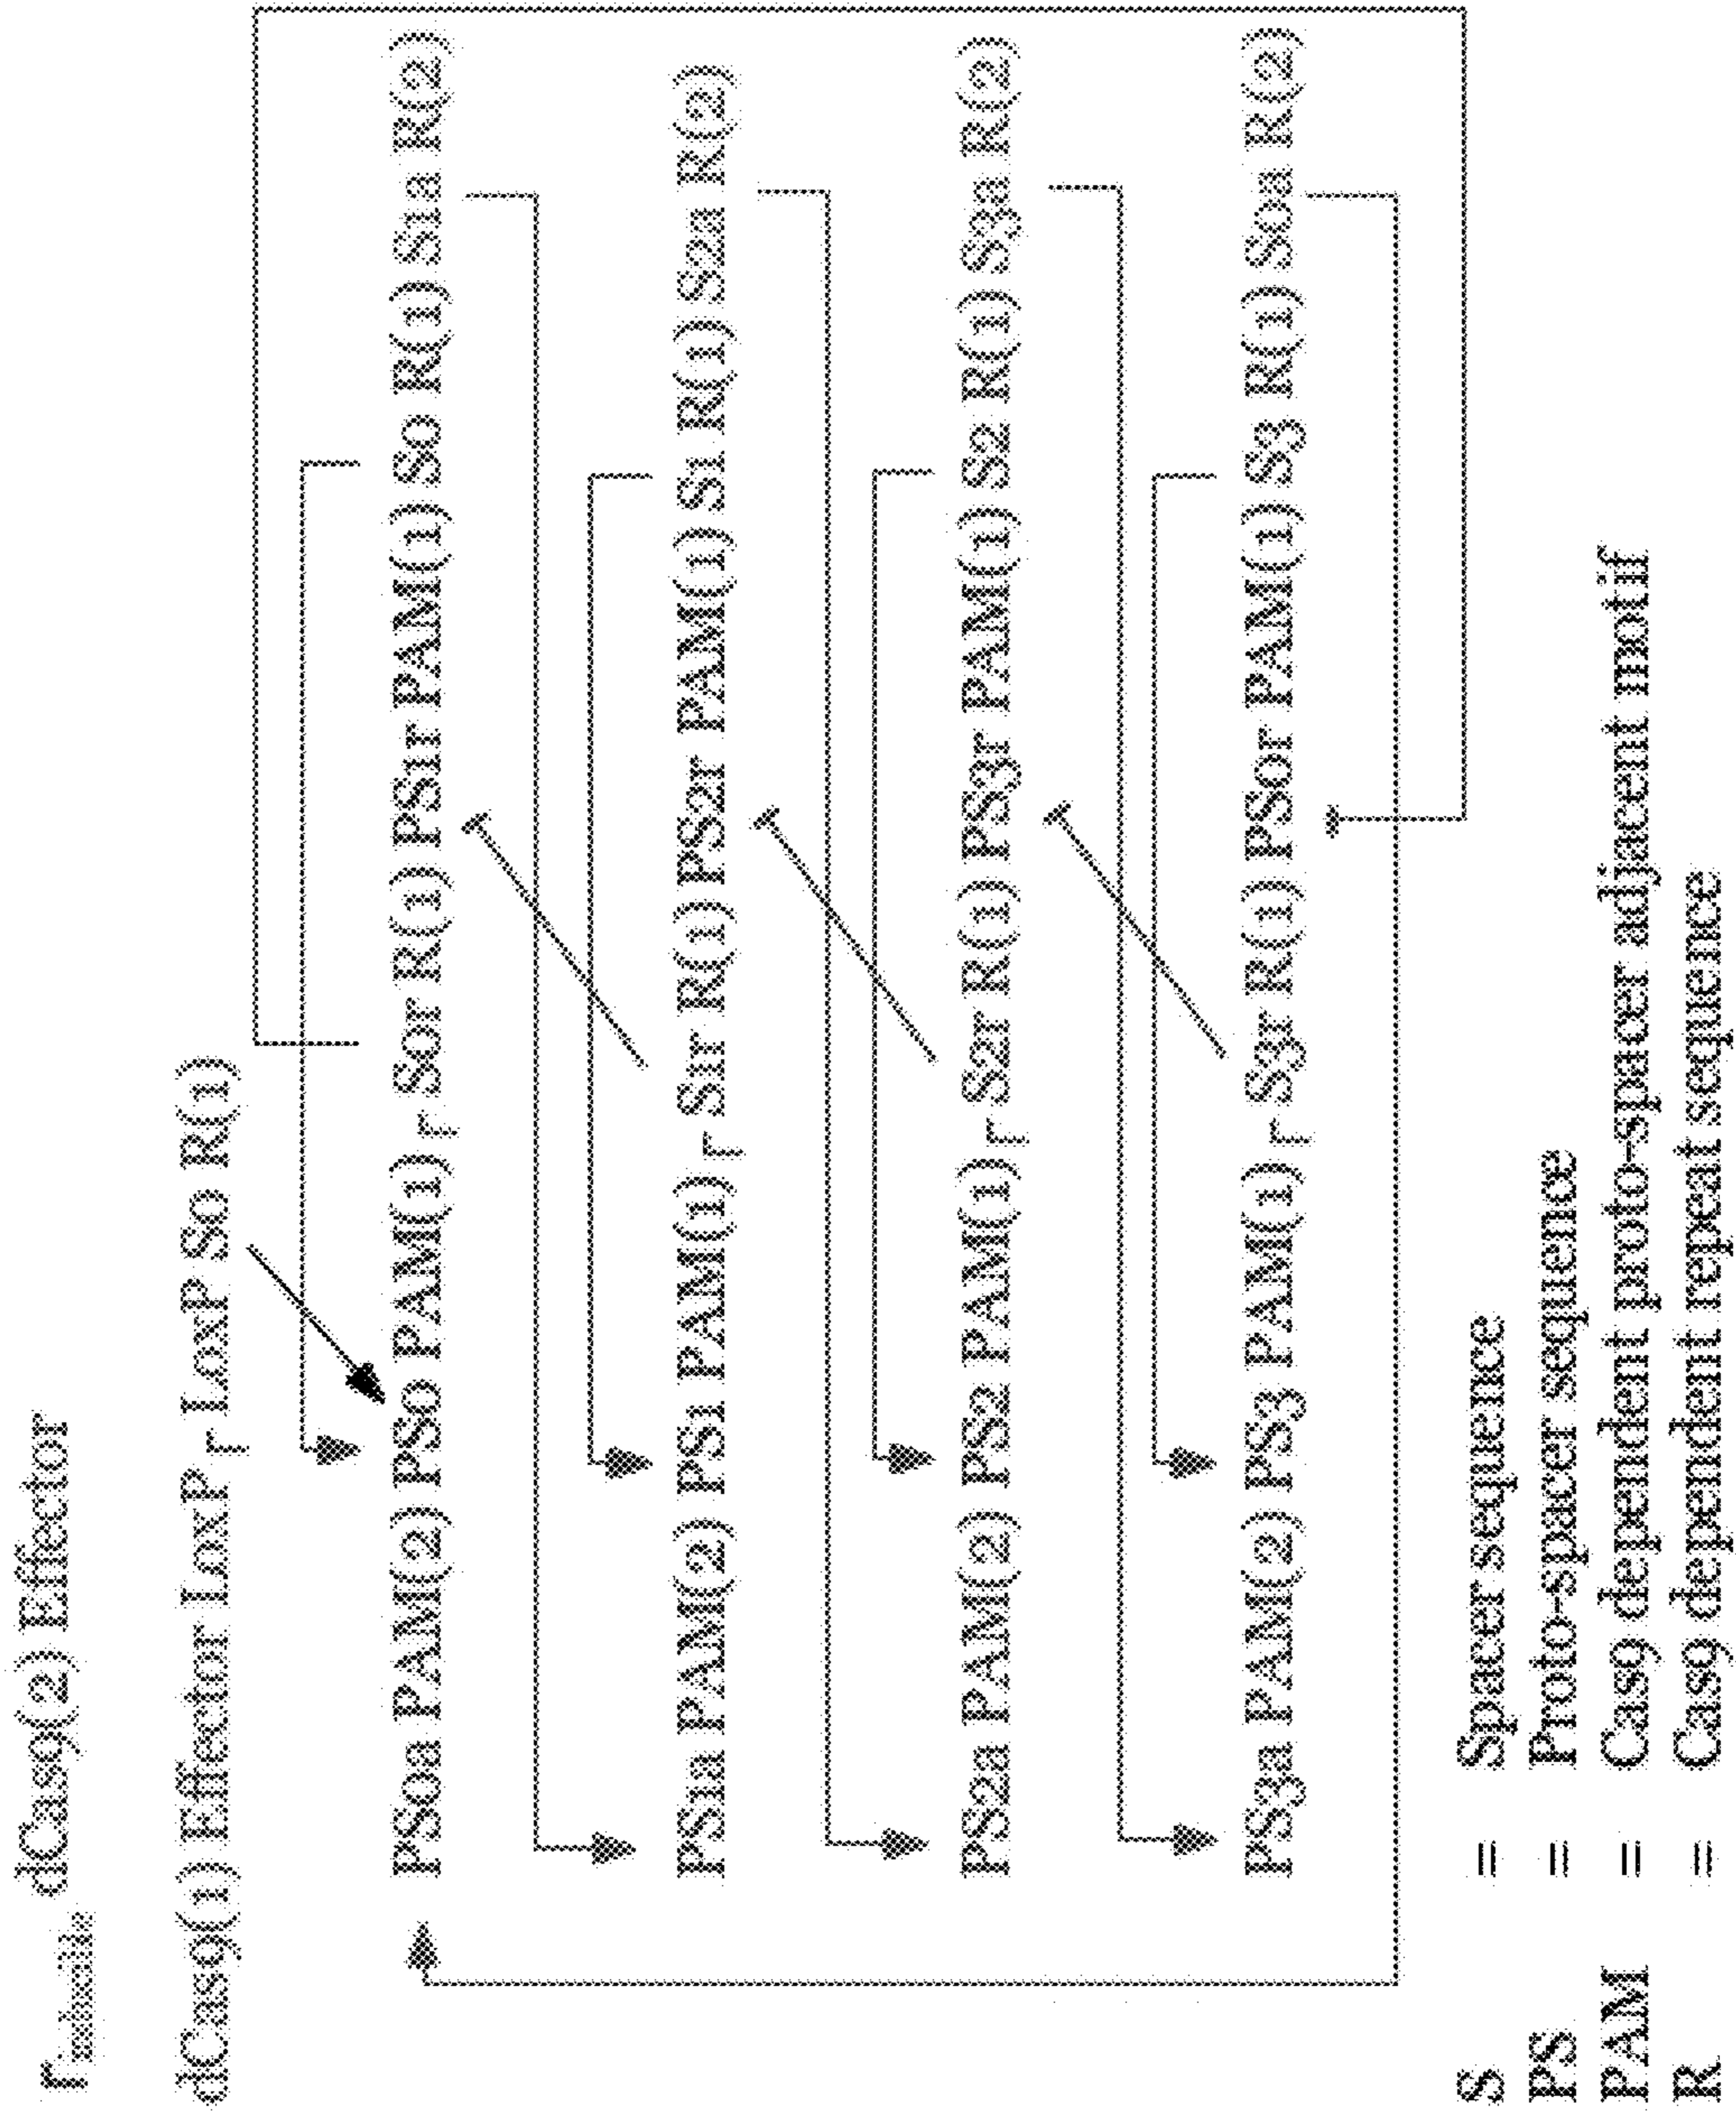 Γinducible dCas9(2) Effector
dCas9(1) Effector LoxP Γ LoxP S0 R(1)
PS0a PAM(2) PS0 PAM(1) Γ S0r R(1) PS1r PAM(1) S0 R(1) S1a R(2)
PS1a PAM(2) PS1 PAM(1) Γ S1r R(1) PS2r PAM(1) S1 R(1) S2a R(2)
PS2a PAM(2) PS2 PAM(1) Γ S2r R(1) PS3r PAM(1) S2 R(1) S3a R(2)
PS3a PAM(2) PS3 PAM(1) Γ S3r R(1) PS0r PAM(1) S3 R(1) S0a R(2)
S = Spacer sequence
PS = Proto-spacer sequence
PAM = Cas9 dependent proto-spacer adjacent motif
R = Cas9 dependent repeat sequence